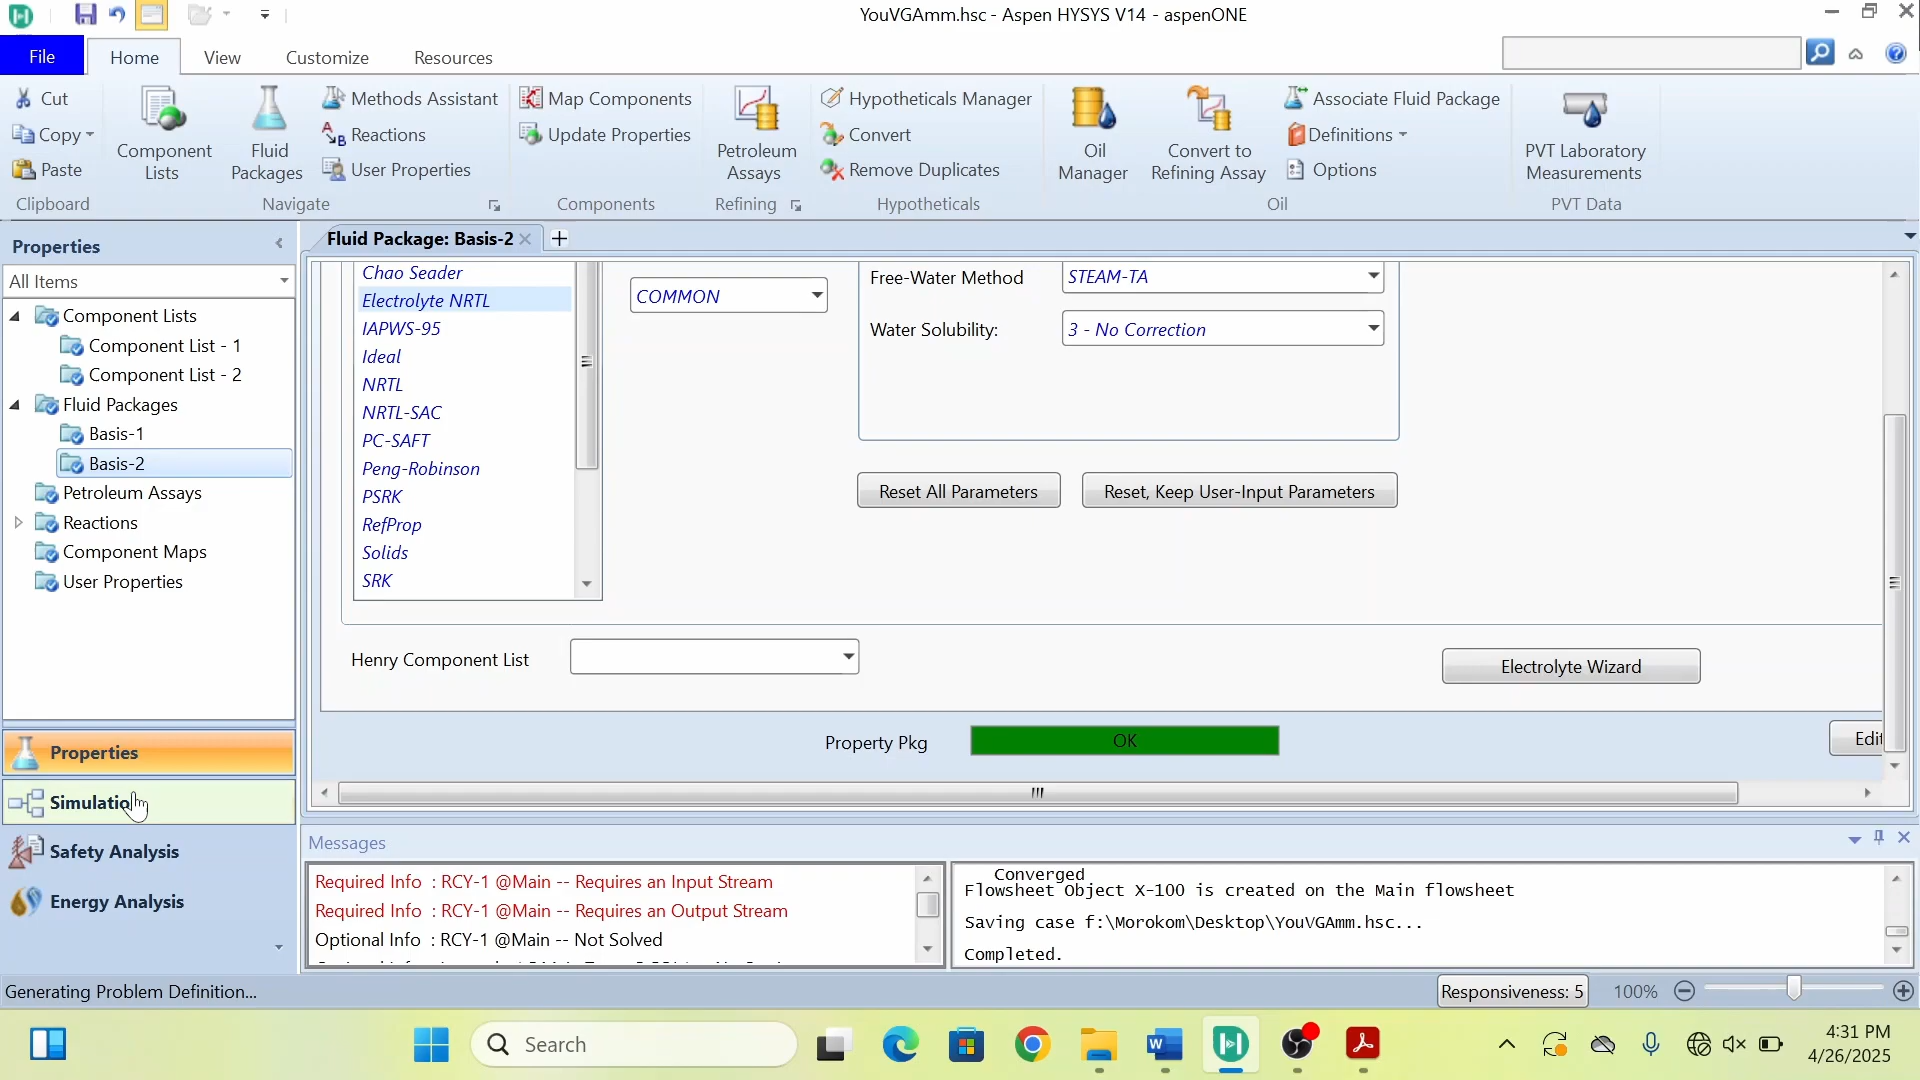 YouVGAmm.hsc - Aspen HYSYS V14 - aspenONE
File
Home
View
Customize
Resources
Cut
Copy
Paste
Clipboard
Component Lists
Fluid Packages
Methods Assistant
Reactions
User Properties
Navigate
Map Components
Update Properties
Components
Petroleum Assays
Refining
Hypotheticals Manager
Convert
Remove Duplicates
Hypotheticals
Oil Manager
Convert to Refining Assay
Associate Fluid Package
Definitions
Options
Oil
PVT Laboratory Measurements
PVT Data
Properties
All Items
Component Lists
Component List - 1
Component List - 2
Fluid Packages
Basis-1
Basis-2
Petroleum Assays
Reactions
Component Maps
User Properties
Properties
Simulation
Safety Analysis
Energy Analysis
Fluid Package: Basis-2
Chao Seader
Electrolyte NRTL
IAPWS-95
Ideal
NRTL
NRTL-SAC
PC-SAFT
Peng-Robinson
PSRK
RefProp
Solids
SRK
COMMON
Free-Water Method
STEAM-TA
Water Solubility:
3 - No Correction
Reset All Parameters
Reset, Keep User-Input Parameters
Henry Component List
Electrolyte Wizard
Property Pkg
OK
Edit
Messages
Required Info : RCY-1 @Main -- Requires an Input Stream
Required Info : RCY-1 @Main -- Requires an Output Stream
Optional Info : RCY-1 @Main -- Not Solved
Converged
Flowsheet Object X-100 is created on the Main flowsheet
Saving case f:\Morokom\Desktop\YouVGAmm.hsc...
Completed.
Generating Problem Definition...
Responsiveness: 5
100%
Search
4:31 PM
4/26/2025